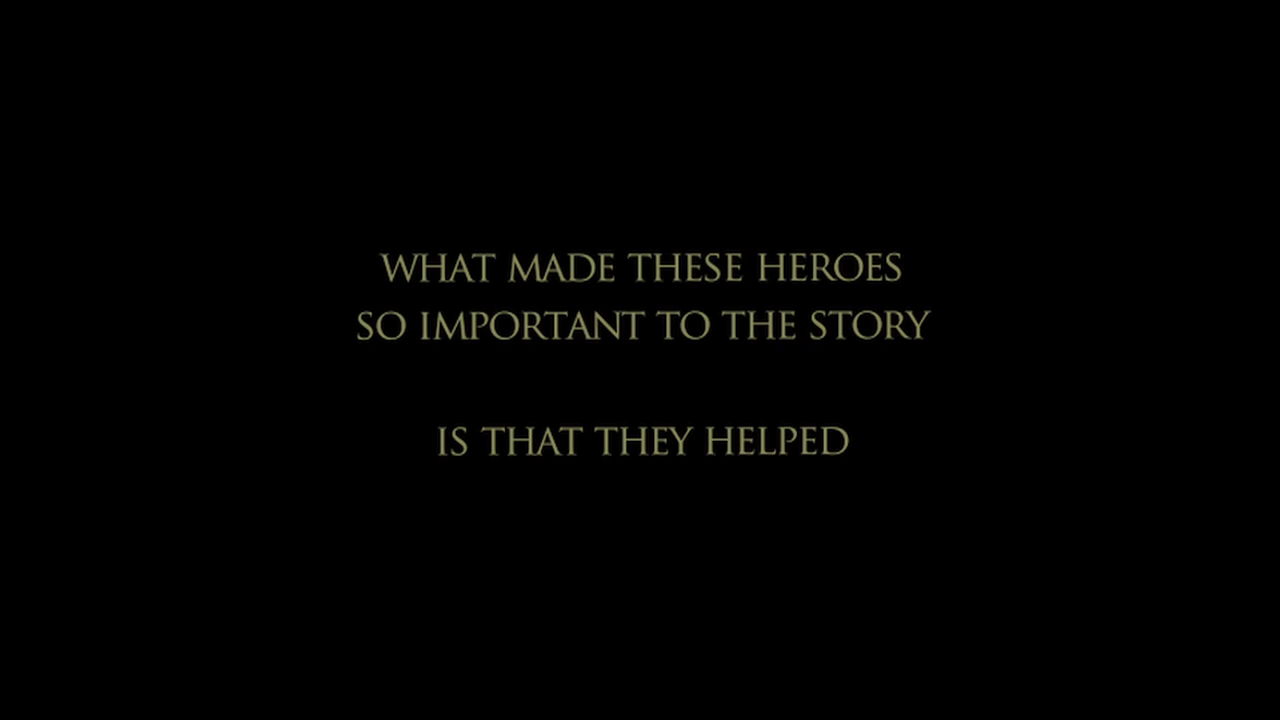 WHAT MADE THESE HEROES
SO IMPORTANT TO THE STORY
IS THAT THEY HELPED